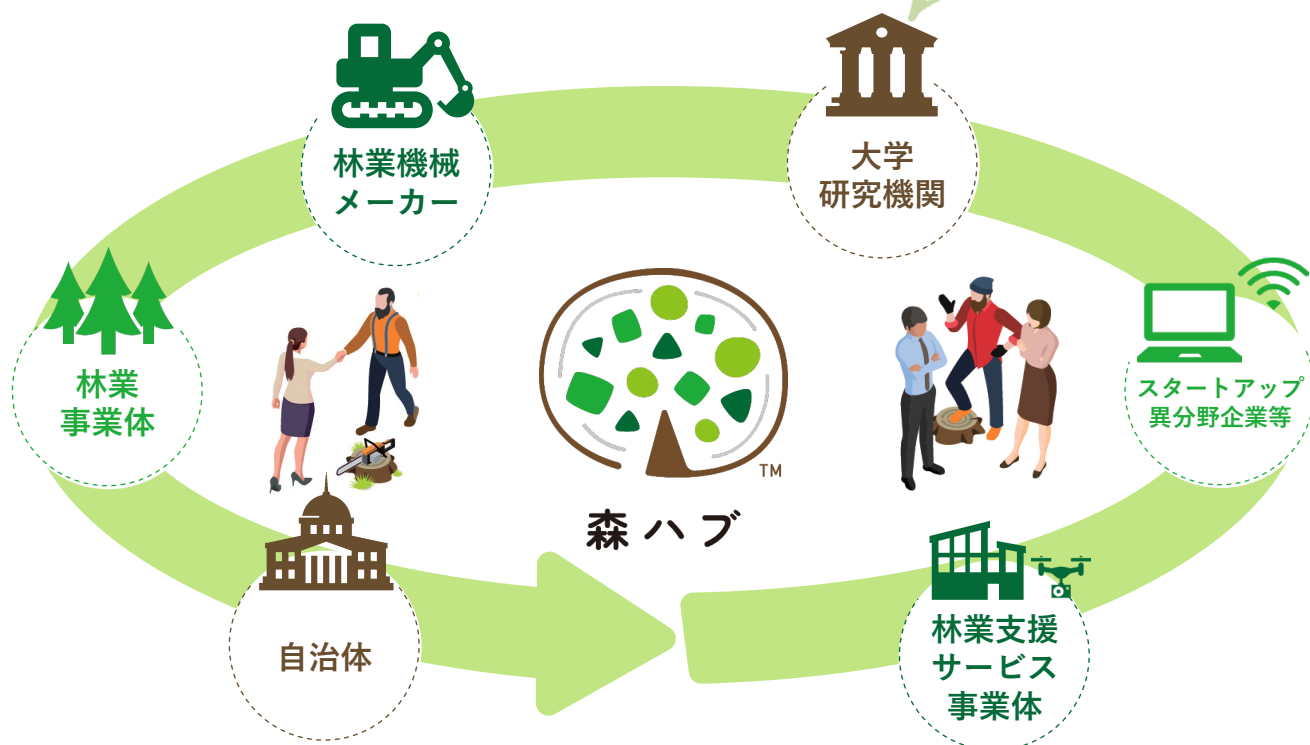 林業機械
メーカー
大学
研究機関
林業
事業体
スタートアップ
異分野企業等
TM
森ハブ
自治体
林業支援
サービス
事業体